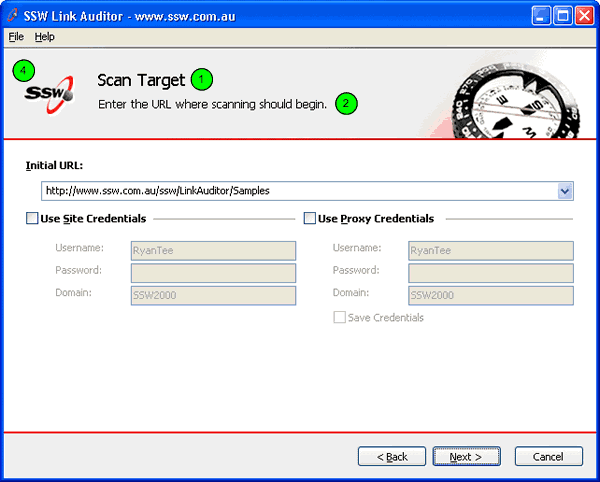 SSW Link Auditor - www.ssw.com.au
File Help
4
SSW
Scan Target 1
Enter the URL where scanning should begin. 2
Initial URL:
http://www.ssw.com.au/ssw/LinkAuditor/Samples
Use Site Credentials
Username: RyanTee
Password:
Domain: SSW2000
Use Proxy Credentials
Username: RyanTee
Password:
Domain: SSW2000
Save Credentials
< Back Next > Cancel